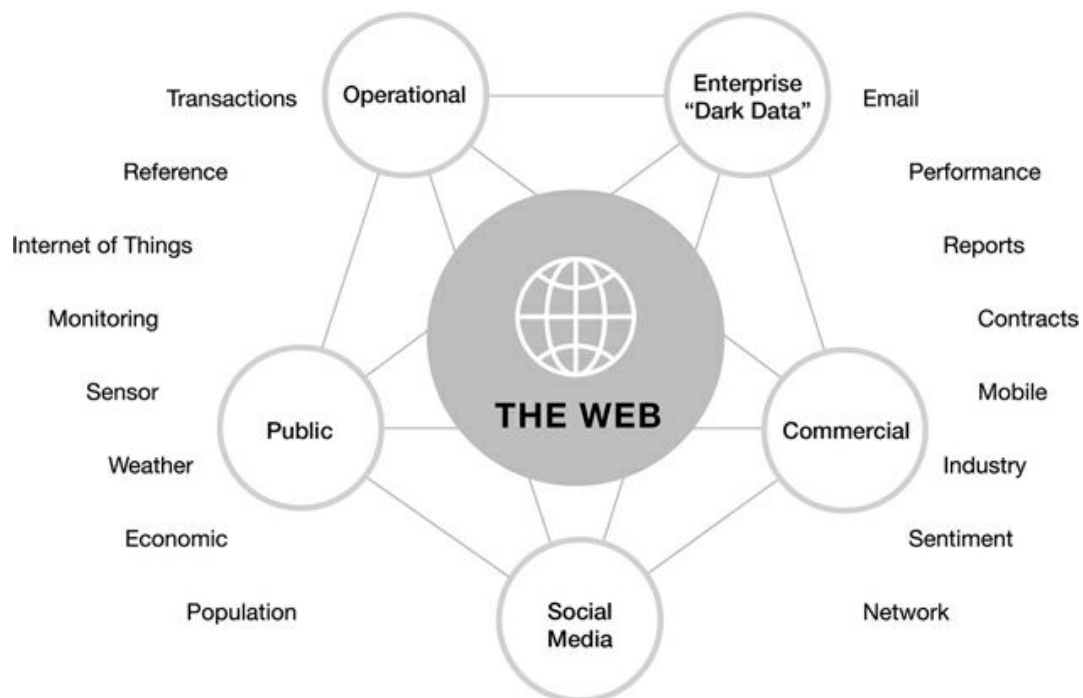 Transactions
Operational
Enterprise
“Dark Data”
Email
Reference
Performance
Internet of Things
Reports
Monitoring
Contracts
Sensor
Mobile
THE WEB
Public
Commercial
Weather
Industry
Economic
Sentiment
Population
Social
Media
Network